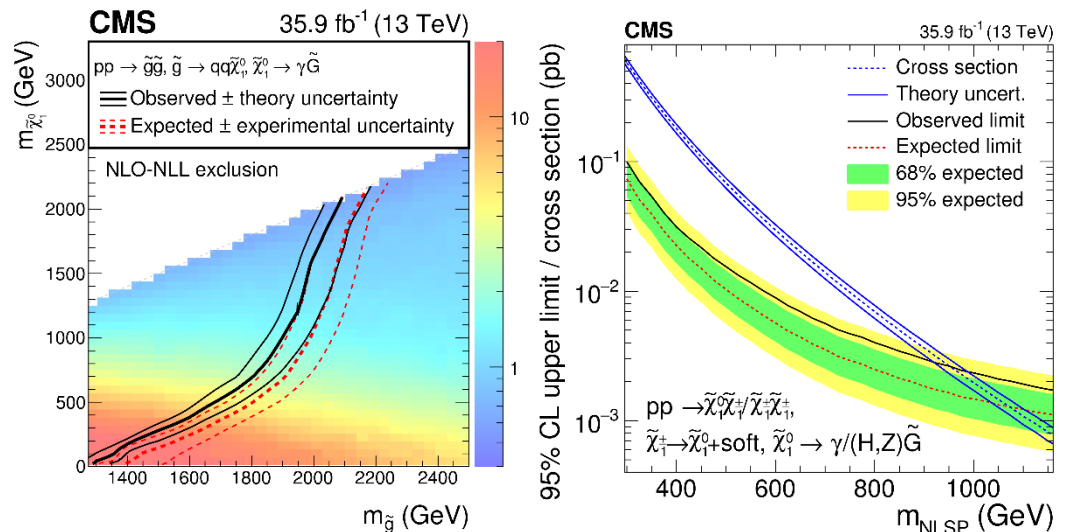 CMS 35.9 fb⁻¹ (13 TeV)
pp → g̃g̃, g̃ → qqχ̃⁰₁, χ̃⁰₁ → γG̃
Observed ± theory uncertainty
Expected ± experimental uncertainty
NLO-NLL exclusion
m_χ̃⁰₁ (GeV)
3000
2500
2000
1500
1000
500
0
1400 1600 1800 2000 2200 2400
m_g̃ (GeV)
10
1
95% CL upper limit / cross section (pb)
CMS 35.9 fb⁻¹ (13 TeV)
Cross section
Theory uncert.
Observed limit
Expected limit
68% expected
95% expected
10⁻¹
10⁻²
10⁻³
pp →χ̃⁰₁χ̃±₁/χ̃±₁χ̃±₁,
χ̃±₁→χ̃⁰₁+soft, χ̃⁰₁ → γ/(H,Z)G̃
400 600 800 1000
m_NLSP (GeV)